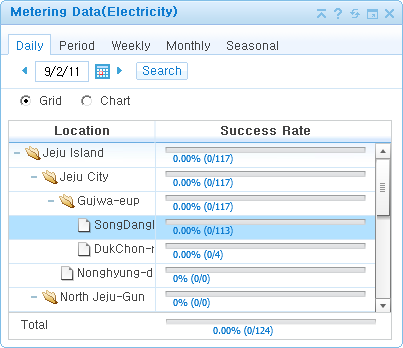 Metering Data(Electricity)
Daily Period Weekly Monthly Seasonal
9/2/11 Search
Grid Chart
Location Success Rate
Jeju Island 0.00% (0/117)
Jeju City 0.00% (0/117)
Gujwa-eup 0.00% (0/117)
SongDangl 0.00% (0/113)
DukChon-r 0.00% (0/4)
Nonghyung-d 0% (0/0)
North Jeju-Gun 0% (0/0)
Total 0.00% (0/124)